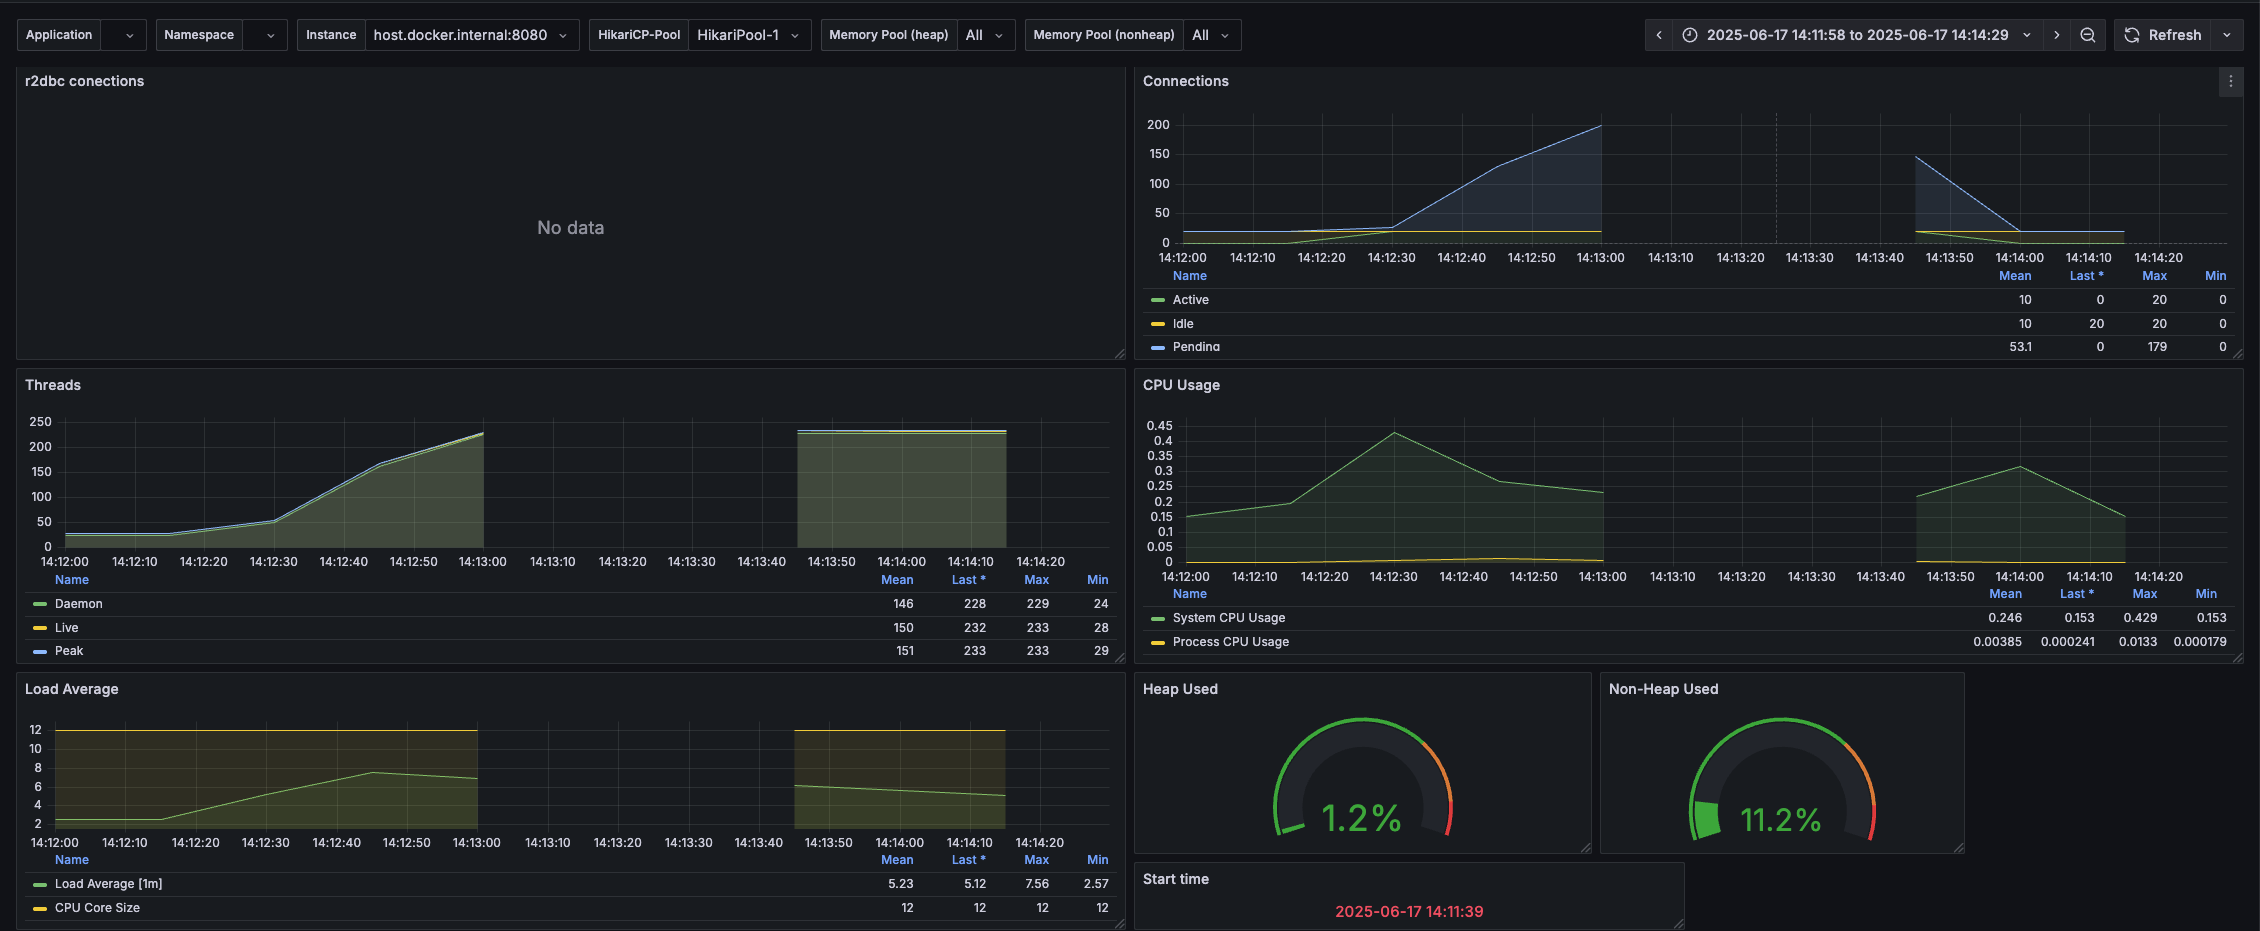 Application Namespace Instance host.docker.internal:8080 HikariCP-Pool HikariPool-1 Memory Pool (heap) All Memory Pool (nonheap) All 2025-06-17 14:11:58 to 2025-06-17 14:14:29 Refresh
r2dbc conections
No data
Connections
200
150
100
50
0
14:12:00 14:12:10 14:12:20 14:12:30 14:12:40 14:12:50 14:13:00 14:13:10 14:13:20 14:13:30 14:13:40 14:13:50 14:14:00 14:14:10 14:14:20
Name Mean Last * Max Min
Active 10 0 20 0
Idle 10 20 20 0
Pending 53.1 0 179 0
Threads
250
200
150
100
50
0
14:12:00 14:12:10 14:12:20 14:12:30 14:12:40 14:12:50 14:13:00 14:13:10 14:13:20 14:13:30 14:13:40 14:13:50 14:14:00 14:14:10 14:14:20
Name Mean Last * Max Min
Daemon 146 228 229 24
Live 150 232 233 28
Peak 151 233 233 29
CPU Usage
0.45
0.4
0.35
0.3
0.25
0.2
0.15
0.1
0.05
0
14:12:00 14:12:10 14:12:20 14:12:30 14:12:40 14:12:50 14:13:00 14:13:10 14:13:20 14:13:30 14:13:40 14:13:50 14:14:00 14:14:10 14:14:20
Name Mean Last * Max Min
System CPU Usage 0.246 0.153 0.429 0.153
Process CPU Usage 0.00385 0.000241 0.0133 0.000179
Load Average
12
10
8
6
4
2
14:12:00 14:12:10 14:12:20 14:12:30 14:12:40 14:12:50 14:13:00 14:13:10 14:13:20 14:13:30 14:13:40 14:13:50 14:14:00 14:14:10 14:14:20
Name Mean Last * Max Min
Load Average [1m] 5.23 5.12 7.56 2.57
CPU Core Size 12 12 12 12
Heap Used
1.2%
Non-Heap Used
11.2%
Start time
2025-06-17 14:11:39